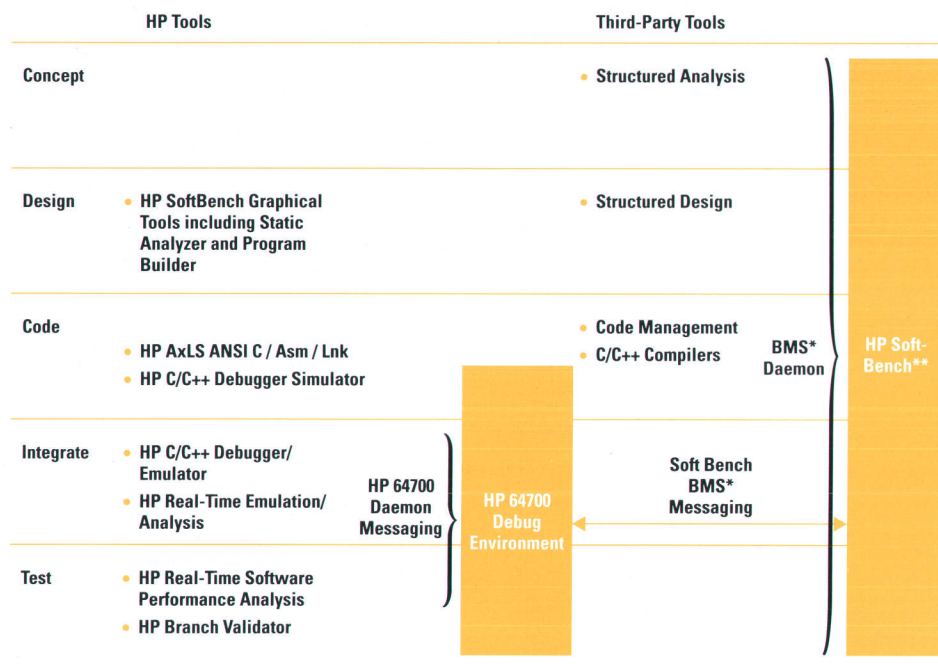 HP Tools
Third-Party Tools
Concept
• Structured Analysis
Design
• HP SoftBench Graphical
Tools including Static
Analyzer and Program
Builder
• Structured Design
Code
• HP AxLS ANSI C / Asm / Lnk
• HP C/C++ Debugger Simulator
• Code Management
• C/C++ Compilers
BMS*
Daemon
HP Soft-
Bench**
Integrate
• HP C/C++ Debugger/
Emulator
• HP Real-Time Emulation/
Analysis
HP 64700
Daemon
Messaging
HP 64700
Debug
Environment
Soft Bench
BMS*
Messaging
Test
• HP Real-Time Software
Performance Analysis
• HP Branch Validator